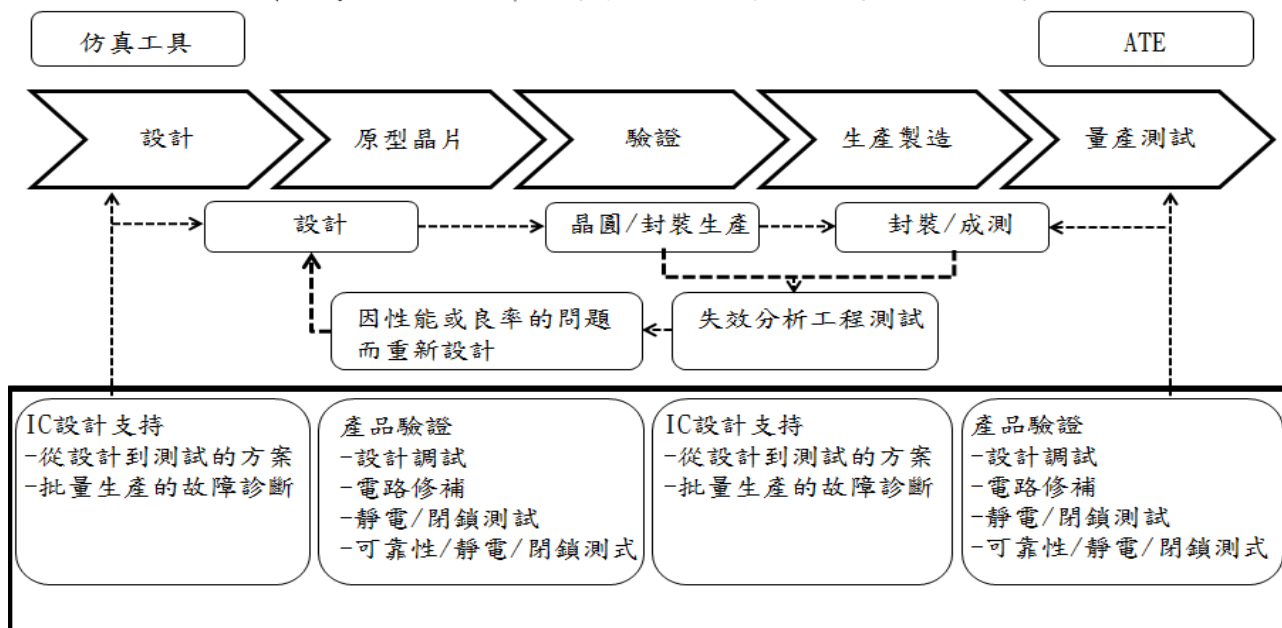 仿真工具
ATE
設計
原型晶片
驗證
生產製造
量產測試
設計
晶圓/封裝生產
封裝/成測
因性能或良率的問題
而重新設計
失效分析工程測試
IC設計支持
-從設計到測試的方案
-批量生產的故障診斷
產品驗證
-設計調試
-電路修補
-靜電/閉鎖測試
-可靠性/靜電/閉鎖測式
IC設計支持
-從設計到測試的方案
-批量生產的故障診斷
產品驗證
-設計調試
-電路修補
-靜電/閉鎖測試
-可靠性/靜電/閉鎖測式